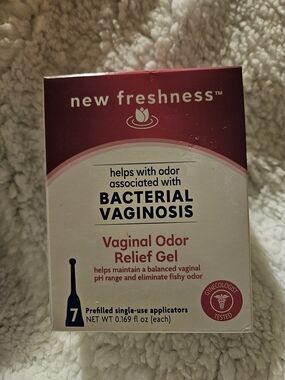 new freshness™
helps with odor
associated with
BACTERIAL
VAGINOSIS
Vaginal Odor
Relief Gel
helps maintain a balanced vaginal
pH range and eliminate fishy odor
GYNECOLOGIST
TESTED
7
Prefilled single-use applicators
NET WT 0.169 fl oz (each)